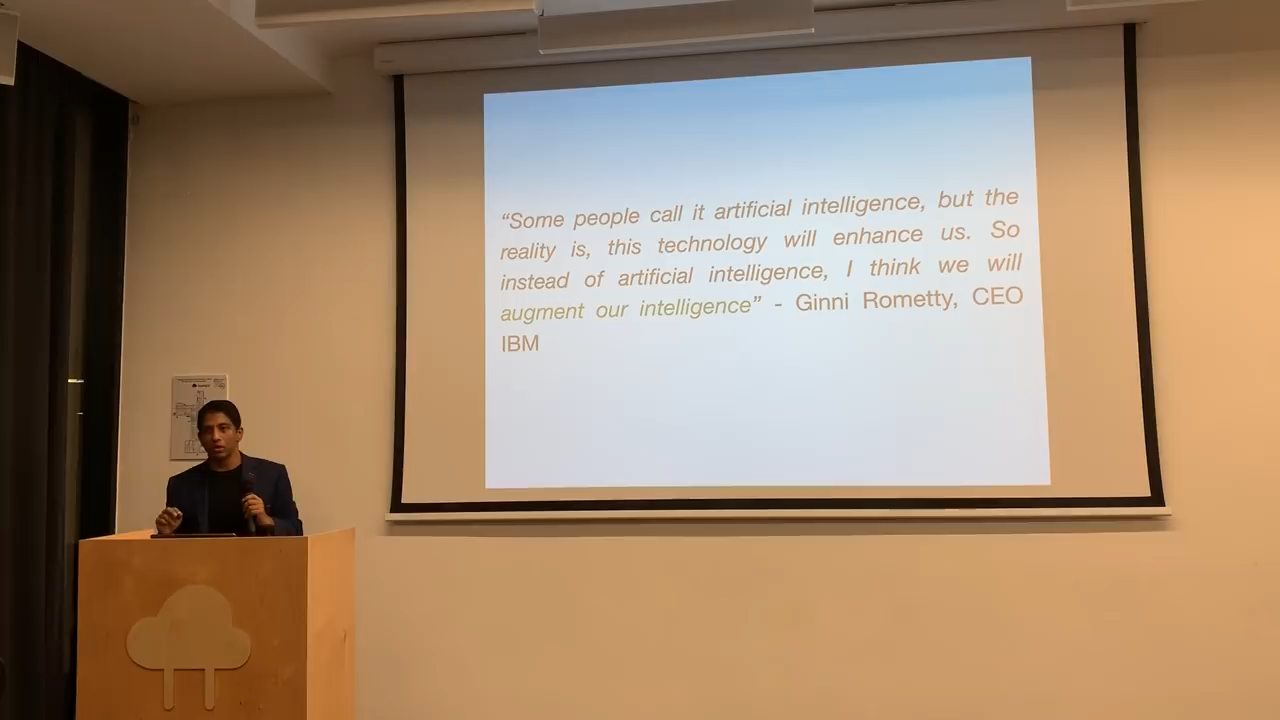 “Some people call it artificial intelligence, but the
reality is, this technology will enhance us. So
instead of artificial intelligence, I think we will
augment our intelligence” - Ginni Rometty, CEO
IBM